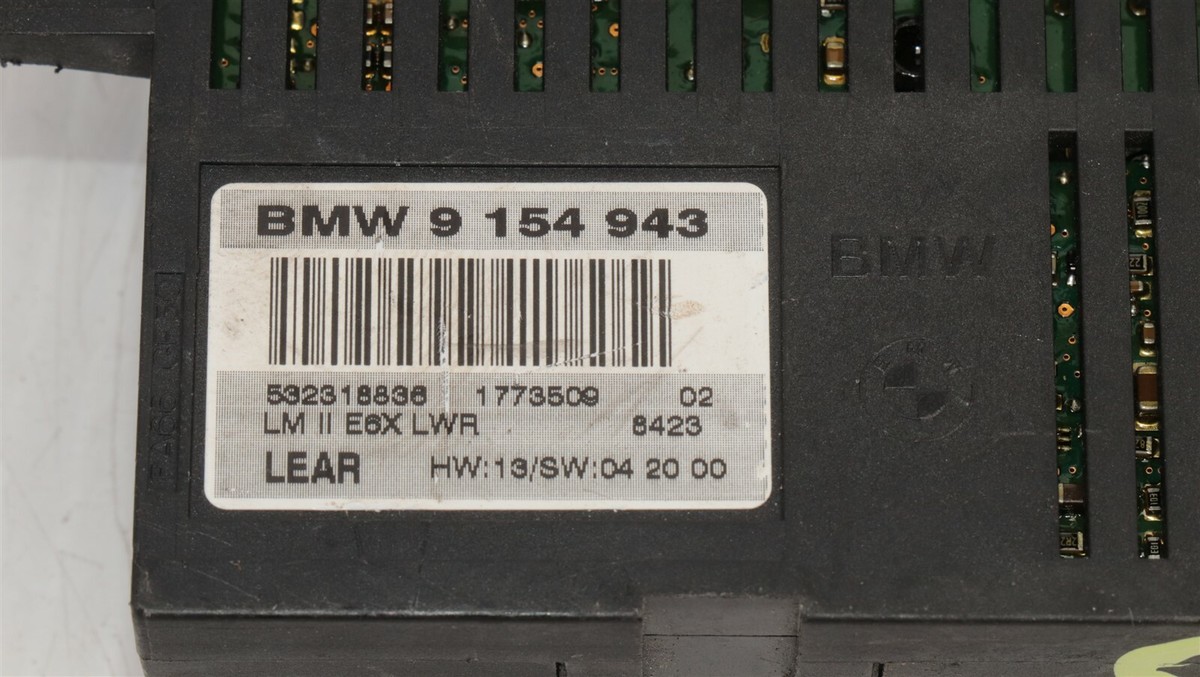 BMW 9 154 943
532318836 1773509 02
LM II E6X LWR 8423
LEAR HW:13/SW:04 20 00
BMW